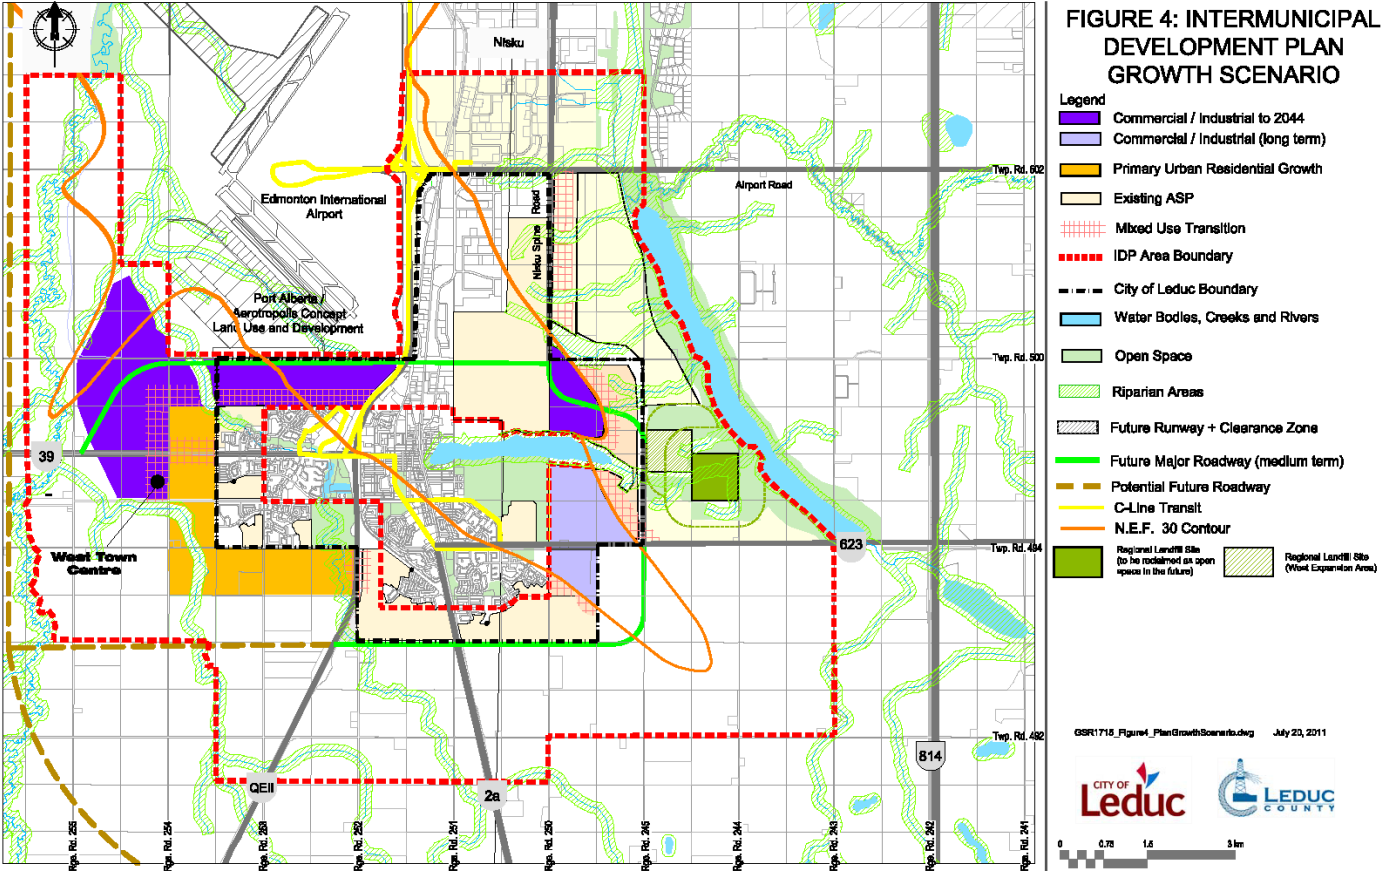 FIGURE 4: INTERMUNICIPAL
DEVELOPMENT PLAN
GROWTH SCENARIO
Legend
Commercial / Industrial to 2044
Commercial / Industrial (long term)
Primary Urban Residential Growth
Existing ASP
Mixed Use Transition
IDP Area Boundary
City of Leduc Boundary
Water Bodies, Creeks and Rivers
Open Space
Riparian Areas
Future Runway + Clearance Zone
Future Major Roadway (medium term)
Potential Future Roadway
C-Line Transit
N.E.F. 30 Contour
Regional Landfill Site
(to be reclaimed as open
space in the future)
Regional Landfill Site
(West Expansion Area)
GSR1718_Figure4_PlanGrowthScenario.dwg July 20, 2011
CITY OF
Leduc
LEDUC
COUNTY
0 0.75 1.5 3 km
N
Nisku
Twp. Rd. 502
Airport Road
Edmonton International
Airport
Nisku Spine Road
Port Alberta /
Aerotropolis Concept
Land Use and Development
Twp. Rd. 500
39
West Town
Centre
623
Twp. Rd. 494
Twp. Rd. 492
814
QEII
2a
Rge. Rd. 255
Rge. Rd. 254
Rge. Rd. 253
Rge. Rd. 252
Rge. Rd. 251
Rge. Rd. 250
Rge. Rd. 245
Rge. Rd. 244
Rge. Rd. 243
Rge. Rd. 242
Rge. Rd. 241